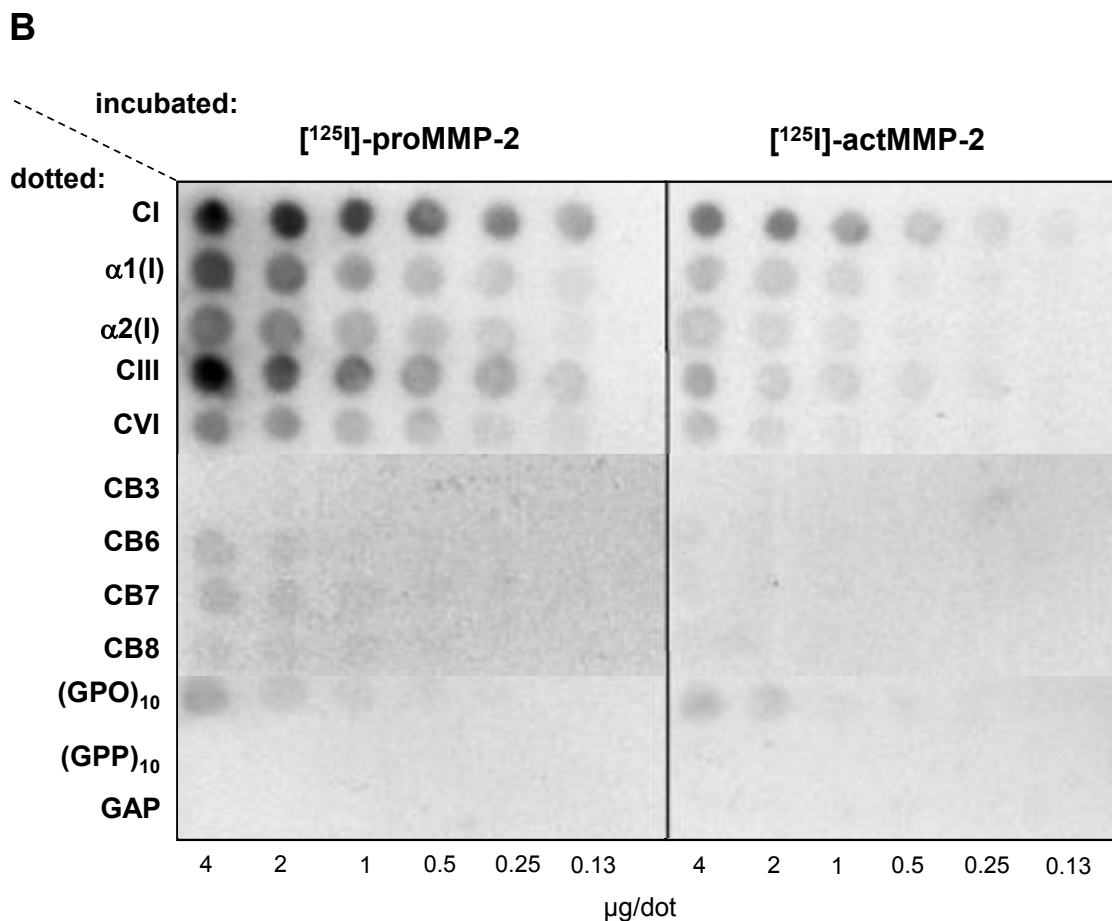 B
incubated:
[¹²⁵I]-proMMP-2 [¹²⁵I]-actMMP-2
dotted:
CI
α1(I)
α2(I)
CIII
CVI
CB3
CB6
CB7
CB8
(GPO)₁₀
(GPP)₁₀
GAP
4 2 1 0.5 0.25 0.13 4 2 1 0.5 0.25 0.13
µg/dot